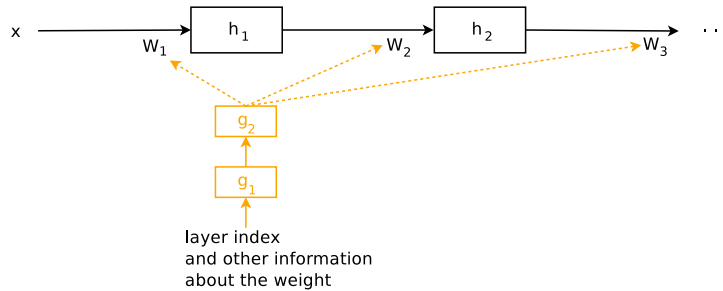 x h₁ h₂ ..
W₁ W₂ W₃
g₂
g₁
layer index
and other information
about the weight